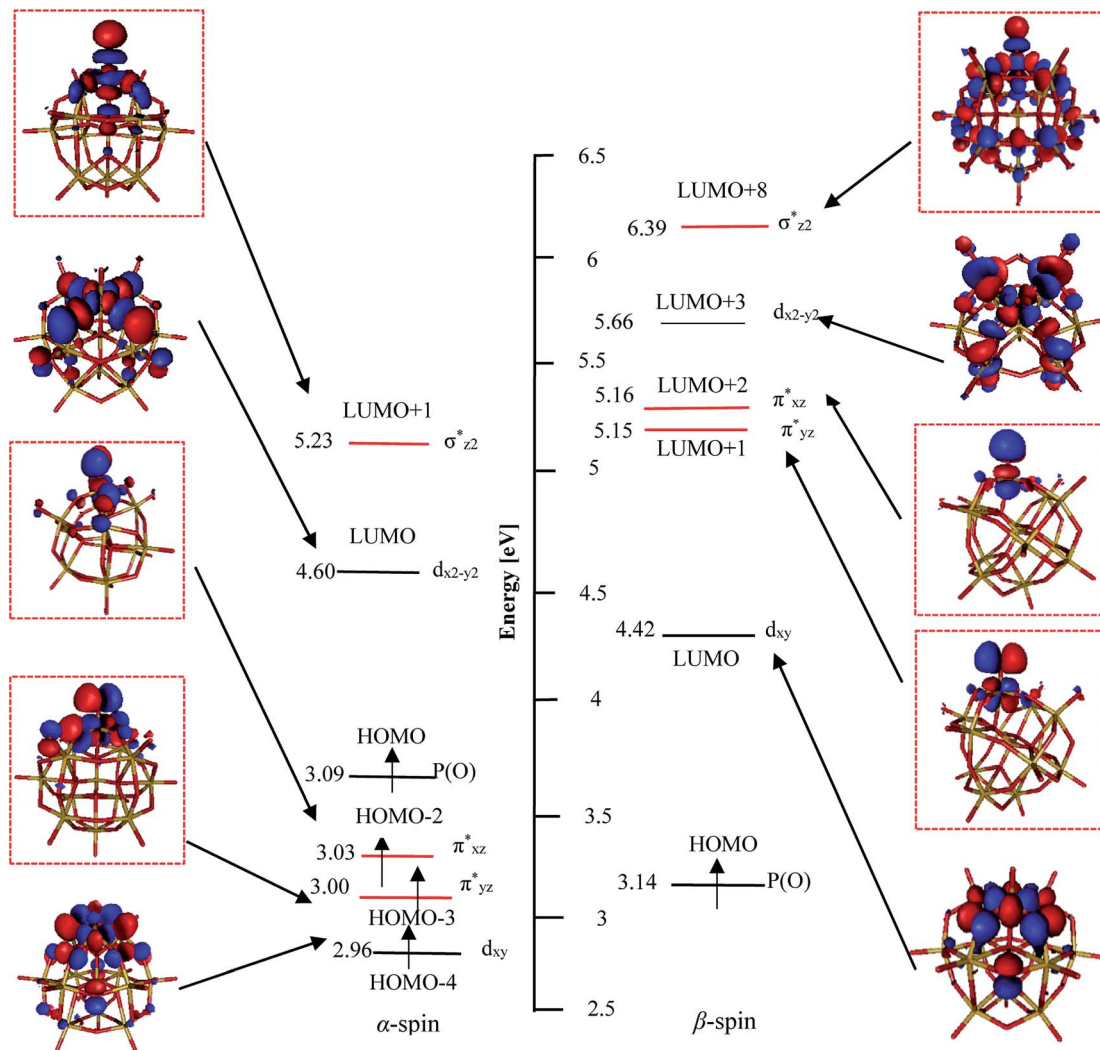 LUMO+1
5.23
σ*z2
LUMO
4.60
dx2-y2
HOMO
3.09
P(O)
HOMO-2
3.03
π*xz
3.00
π*yz
HOMO-3
2.96
dxy
HOMO-4
α-spin
Energy [eV]
6.5
6
5.5
5
4.5
4
3.5
3
2.5
LUMO+8
6.39
σ*z2
LUMO+3
5.66
dx2-y2
LUMO+2
5.16
π*xz
5.15
π*yz
LUMO+1
4.42
dxy
LUMO
HOMO
3.14
P(O)
β-spin